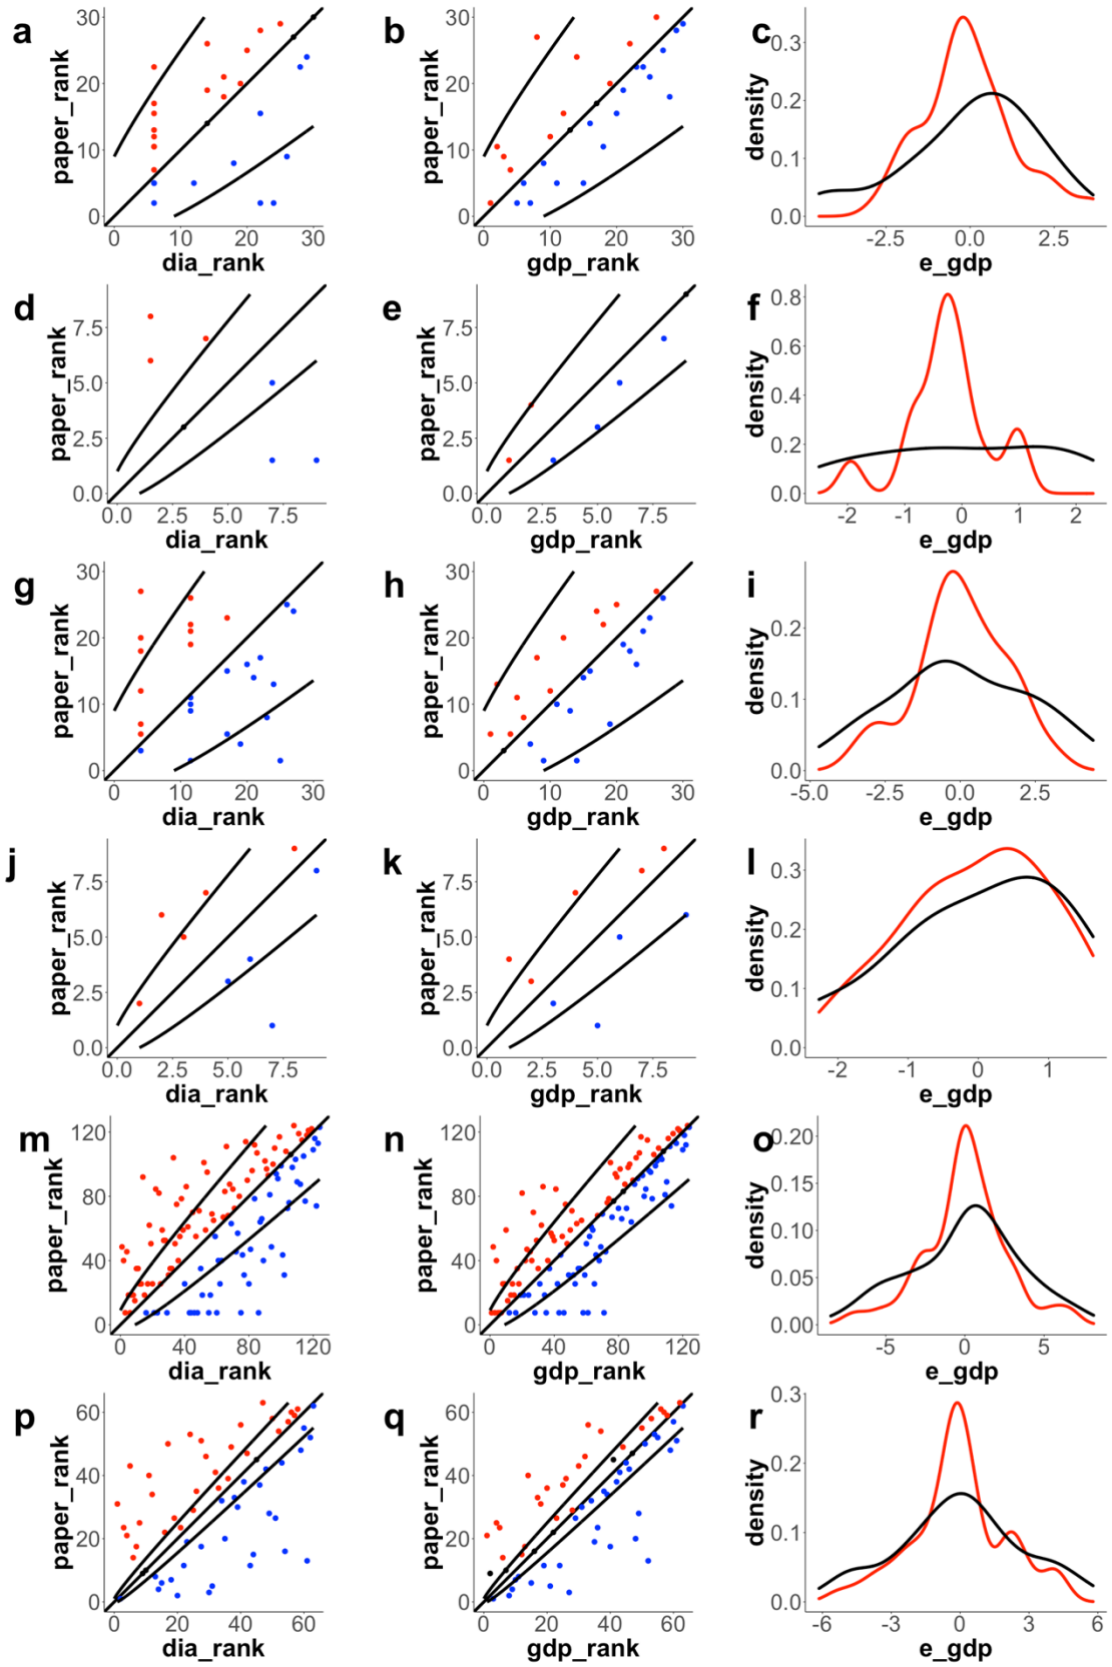 a
paper_rank
30
20
10
0
0 10 20 30
dia_rank
b
paper_rank
30
20
10
0
0 10 20 30
gdp_rank
c
density
0.3
0.2
0.1
0.0
-2.5 0.0 2.5
e_gdp
d
paper_rank
7.5
5.0
2.5
0.0
0.0 2.5 5.0 7.5
dia_rank
e
paper_rank
7.5
5.0
2.5
0.0
0.0 2.5 5.0 7.5
gdp_rank
f
density
0.8
0.6
0.4
0.2
0.0
-2 -1 0 1 2
e_gdp
g
paper_rank
30
20
10
0
0 10 20 30
dia_rank
h
paper_rank
30
20
10
0
0 10 20 30
gdp_rank
i
density
0.2
0.1
0.0
-5.0 -2.5 0.0 2.5
e_gdp
j
paper_rank
7.5
5.0
2.5
0.0
0.0 2.5 5.0 7.5
dia_rank
k
paper_rank
7.5
5.0
2.5
0.0
0.0 2.5 5.0 7.5
gdp_rank
l
density
0.3
0.2
0.1
0.0
-2 -1 0 1
e_gdp
m
paper_rank
120
80
40
0
0 40 80 120
dia_rank
n
paper_rank
120
80
40
0
0 40 80 120
gdp_rank
o
density
0.20
0.15
0.10
0.05
0.00
-5 0 5
e_gdp
p
paper_rank
60
40
20
0
0 20 40 60
dia_rank
q
paper_rank
60
40
20
0
0 20 40 60
gdp_rank
r
density
0.3
0.2
0.1
0.0
-6 -3 0 3 6
e_gdp